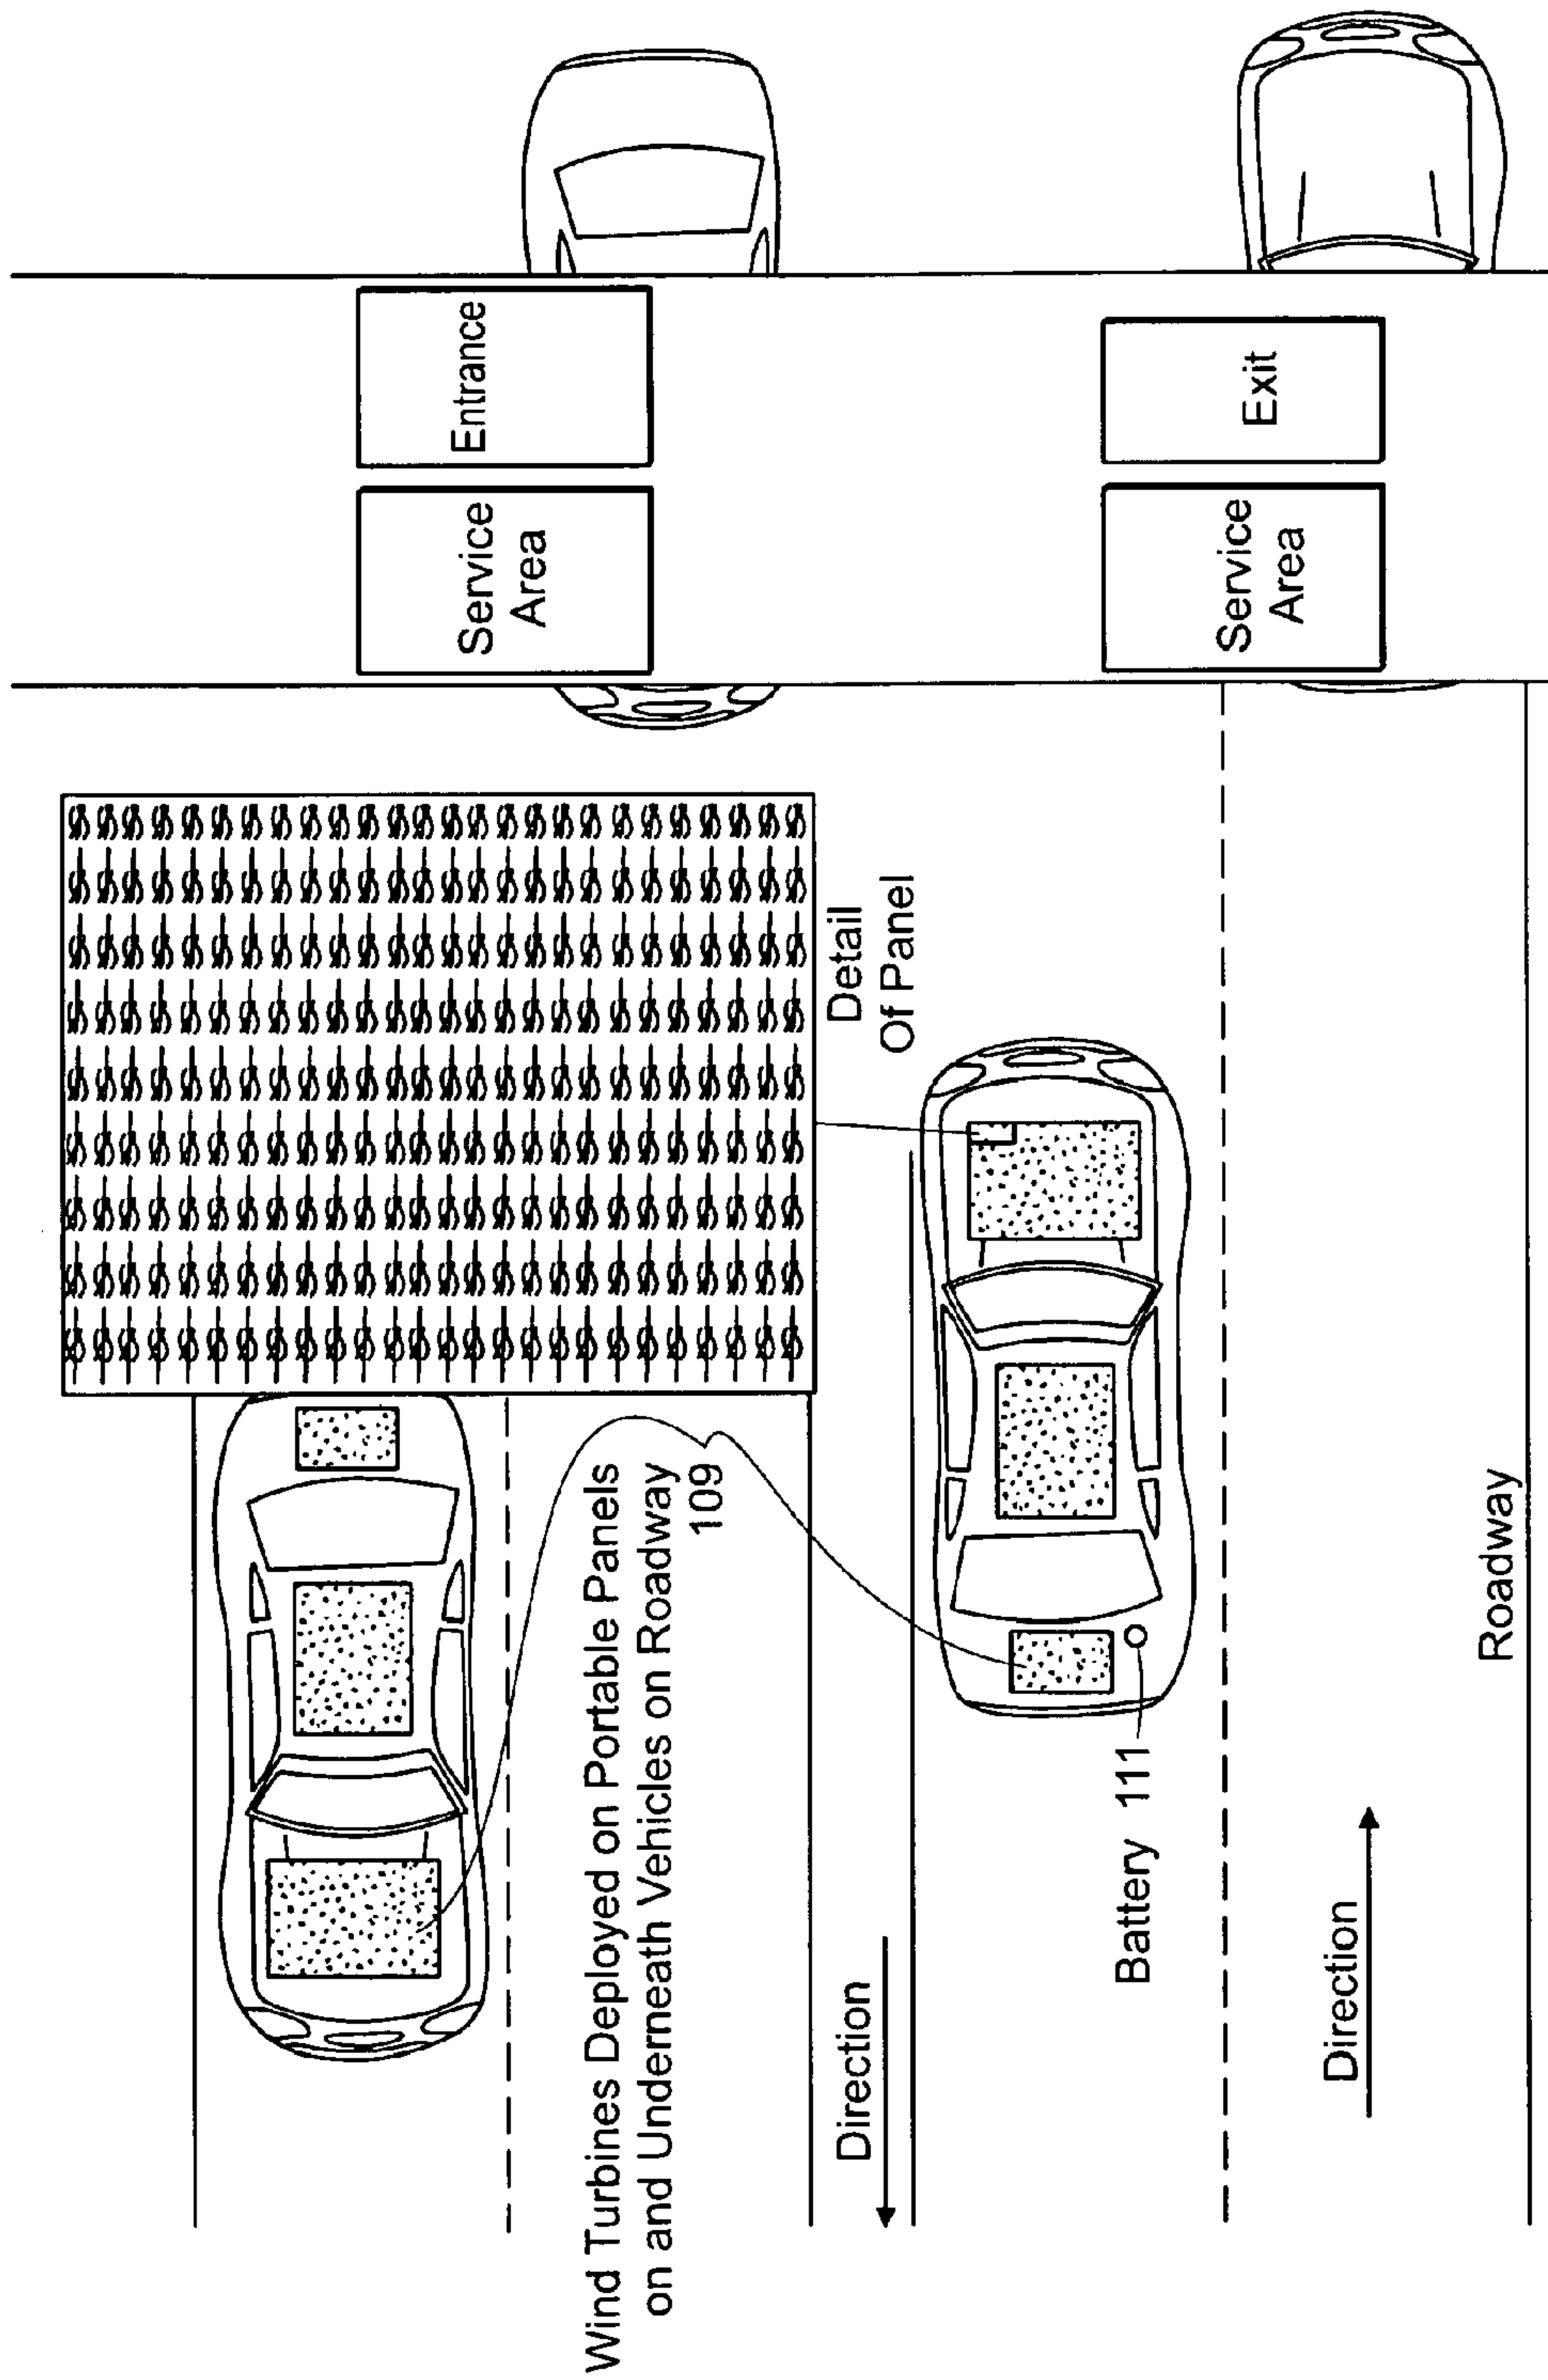 Service
Area
Entrance
Wind Turbines Deployed on Portable Panels
on and Underneath Vehicles on Roadway
109
Direction
Detail
Of Panel
Battery 111
Service
Area
Exit
Direction
Roadway